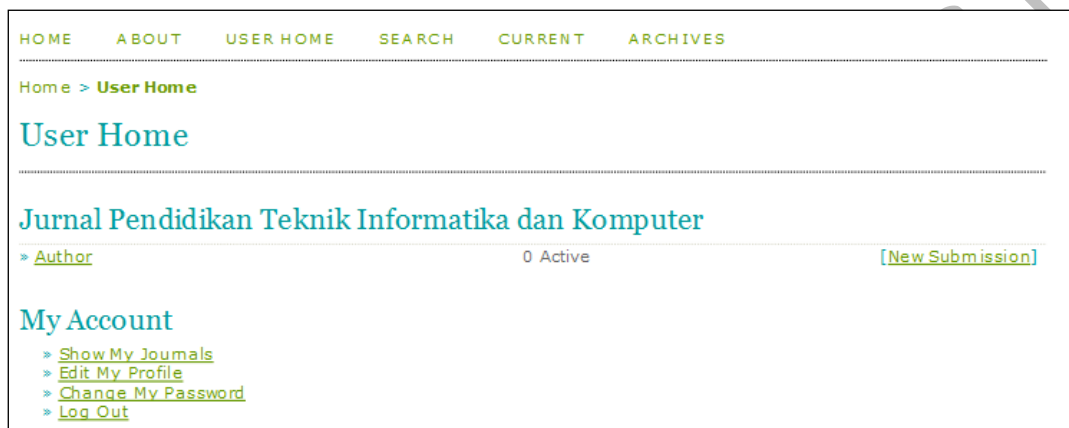 HOME ABOUT USER HOME SEARCH CURRENT ARCHIVES
Home > User Home
User Home
Jurnal Pendidikan Teknik Informatika dan Komputer
» Author 0 Active [New Submission]
My Account
» Show My Journals
» Edit My Profile
» Change My Password
» Log Out